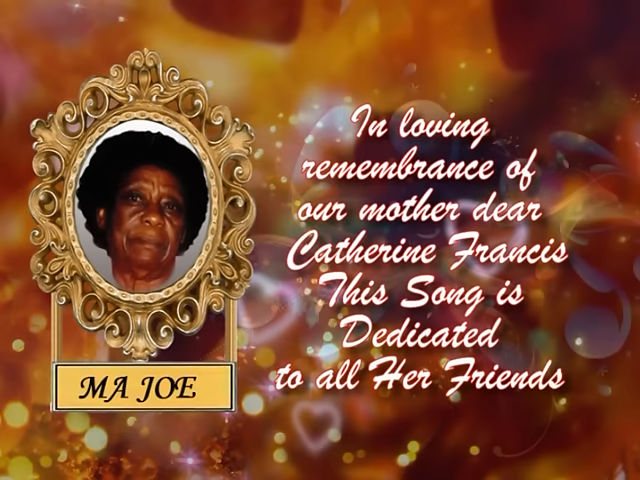 In loving
remembrance of
our mother dear
Catherine Francis
This Song is
Dedicated
to all Her Friends
MA JOE